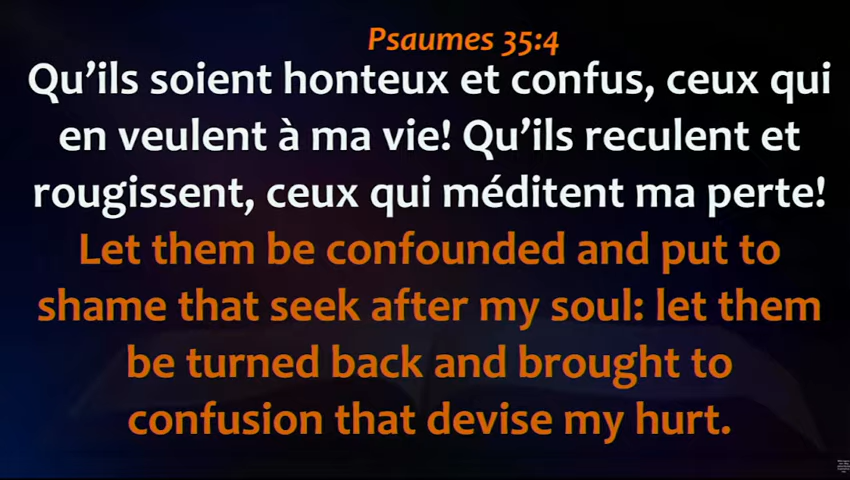 Psaumes 35:4
Qu’ils soient honteux et confus, ceux qui
en veulent à ma vie! Qu’ils reculent et
rougissent, ceux qui méditent ma perte!
Let them be confounded and put to
shame that seek after my soul: let them
be turned back and brought to
confusion that devise my hurt.